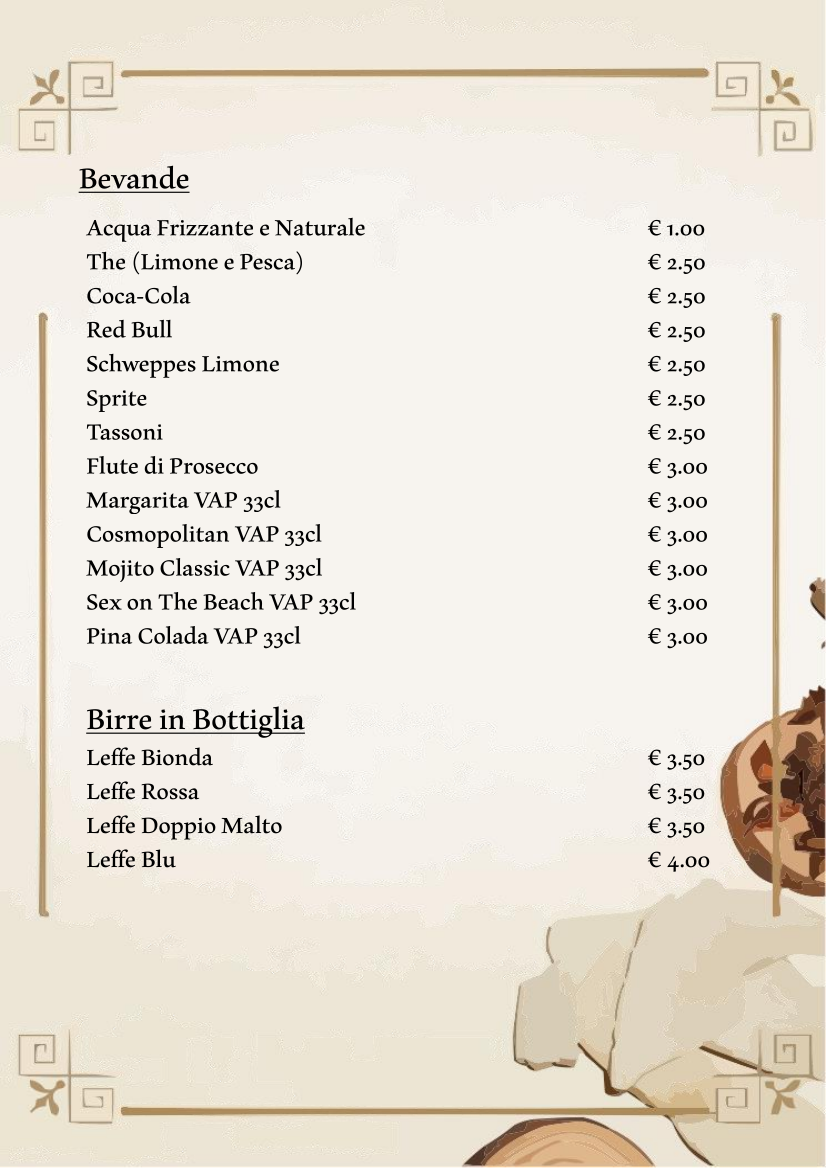 Bevande
Acqua Frizzante e Naturale € 1.00
The (Limone e Pesca) € 2.50
Coca-Cola € 2.50
Red Bull € 2.50
Schweppes Limone € 2.50
Sprite € 2.50
Tassoni € 2.50
Flute di Prosecco € 3.00
Margarita VAP 33cl € 3.00
Cosmopolitan VAP 33cl € 3.00
Mojito Classic VAP 33cl € 3.00
Sex on The Beach VAP 33cl € 3.00
Pina Colada VAP 33cl € 3.00
Birre in Bottiglia
Leffe Bionda € 3.50
Leffe Rossa € 3.50
Leffe Doppio Malto € 3.50
Leffe Blu € 4.00